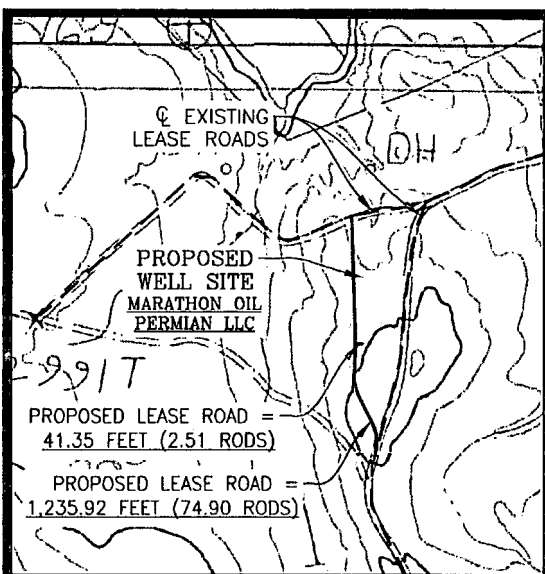 ℄ EXISTING
LEASE ROADS
DH
PROPOSED
WELL SITE
MARATHON OIL
PERMIAN LLC
991T
PROPOSED LEASE ROAD =
41.35 FEET (2.51 RODS)
PROPOSED LEASE ROAD =
1,235.92 FEET (74.90 RODS)